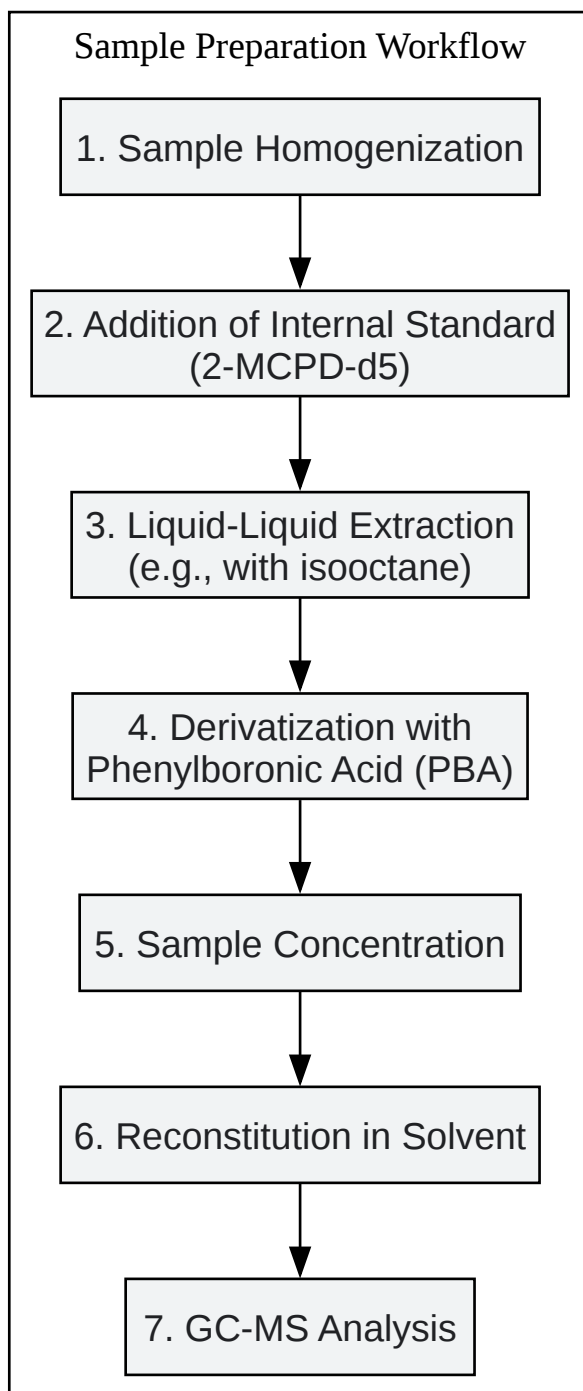 Sample Preparation Workflow
1. Sample Homogenization
2. Addition of Internal Standard
(2-MCPD-d5)
3. Liquid-Liquid Extraction
(e.g., with isooctane)
4. Derivatization with
Phenylboronic Acid (PBA)
5. Sample Concentration
6. Reconstitution in Solvent
7. GC-MS Analysis